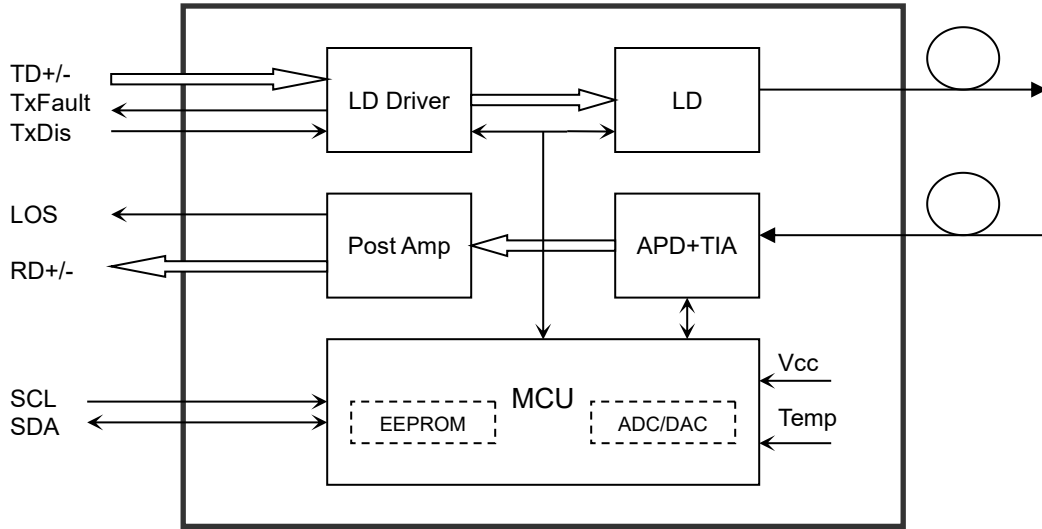 TD+/-
TxFault
TxDis
LD Driver
LD
LOS
RD+/-
Post Amp
APD+TIA
SCL
SDA
MCU
EEPROM
ADC/DAC
Vcc
Temp